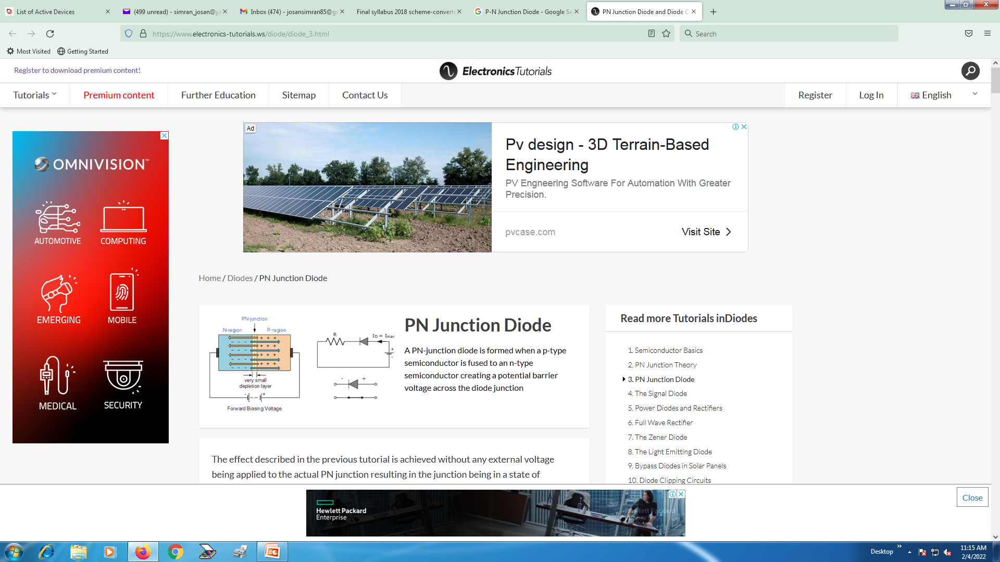 List of Active Devices
(499 unread) - simran_josan@ya
Inbox (474) - josansimran85@gm
Final syllabus 2018 scheme-converte
P-N Junction Diode - Google Se
PN Junction Diode and Diode C
https://www.electronics-tutorials.ws/diode/diode_3.html
Search
Most Visited
Getting Started
Register to download premium content!
ElectronicsTutorials
Tutorials
Premium content
Further Education
Sitemap
Contact Us
Register
Log In
English
OMNIVISION™
AUTOMOTIVE
COMPUTING
EMERGING
MOBILE
MEDICAL
SECURITY
Ad
Pv design - 3D Terrain-Based
Engineering
PV Engneering Software For Automation With Greater
Precision.
pvcase.com
Visit Site
Home / Diodes / PN Junction Diode
PN-junction
N-region
P-region
+ + +
- - -
+ + +
- - -
+ + +
- - -
+ + +
- - -
very small
depletion layer
- +
Forward Biasing Voltage
R
ID = Imax
+
-
- +
PN Junction Diode
A PN-junction diode is formed when a p-type
semiconductor is fused to an n-type
semiconductor creating a potential barrier
voltage across the diode junction
Read more Tutorials inDiodes
1. Semiconductor Basics
2. PN Junction Theory
3. PN Junction Diode
4. The Signal Diode
5. Power Diodes and Rectifiers
6. Full Wave Rectifier
7. The Zener Diode
8. The Light Emitting Diode
9. Bypass Diodes in Solar Panels
10. Diode Clipping Circuits
The effect described in the previous tutorial is achieved without any external voltage
being applied to the actual PN junction resulting in the junction being in a state of
Hewlett Packard
Enterprise
Close
Desktop
11:15 AM
2/4/2022